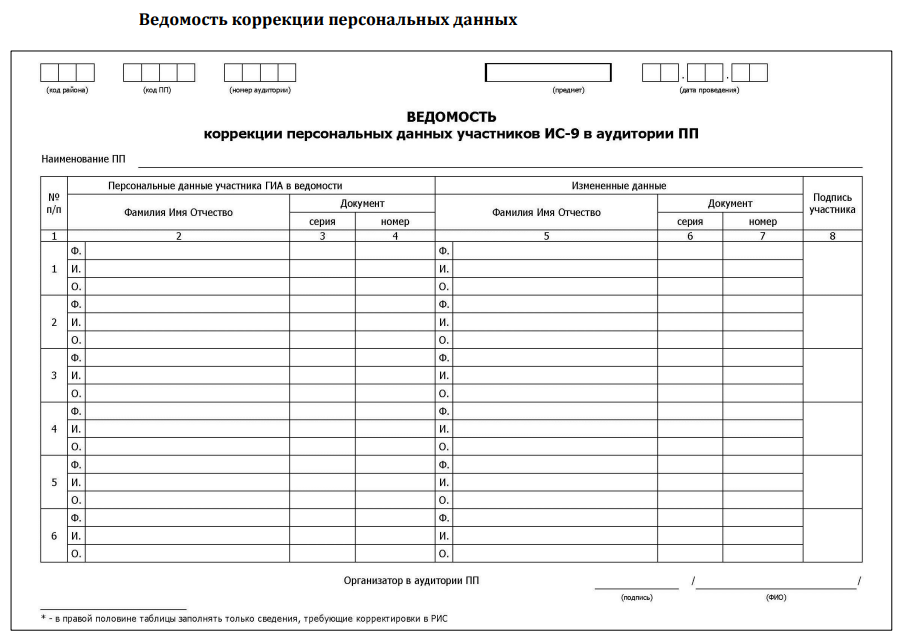 Ведомость коррекции персональных данных
(код района) (код ПП) (номер аудитории) (предмет) . . (дата проведения)
ВЕДОМОСТЬ
коррекции персональных данных участников ИС-9 в аудитории ПП
Наименование ПП
№ п/п Персональные данные участника ГИА в ведомости Измененные данные Подпись участника
Фамилия Имя Отчество Документ Фамилия Имя Отчество Документ
серия номер серия номер
1 2 3 4 5 6 7 8
Ф. Ф.
1 И. И.
О. О.
Ф. Ф.
2 И. И.
О. О.
Ф. Ф.
3 И. И.
О. О.
Ф. Ф.
4 И. И.
О. О.
Ф. Ф.
5 И. И.
О. О.
Ф. Ф.
6 И. И.
О. О.
Организатор в аудитории ПП / /
(подпись) (ФИО)
* - в правой половине таблицы заполнять только сведения, требующие корректировки в РИС